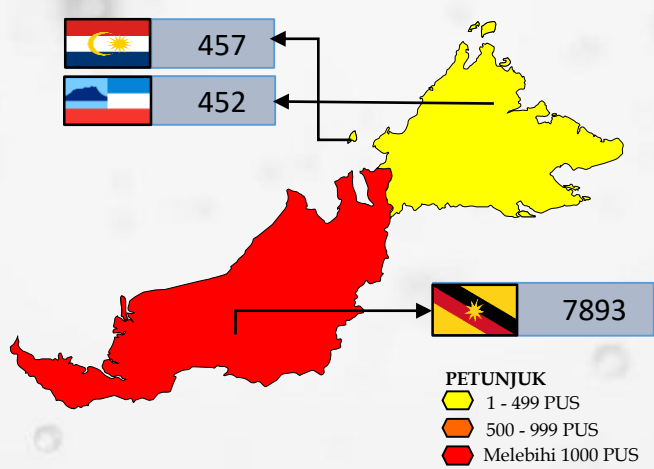 457
452
7893
PETUNJUK
1 - 499 PUS
500 - 999 PUS
Melebihi 1000 PUS